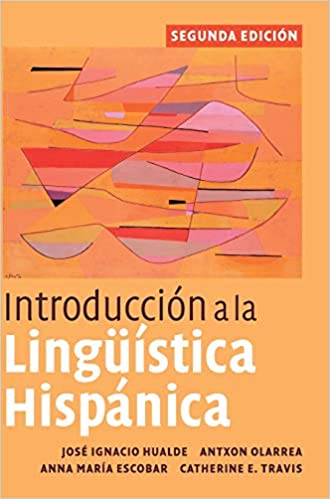 SEGUNDA EDICIÓN
Introducción a la
Lingüística
Hispánica
JOSÉ IGNACIO HUALDE ANTXON OLARREA
ANNA MARÍA ESCOBAR CATHERINE E. TRAVIS